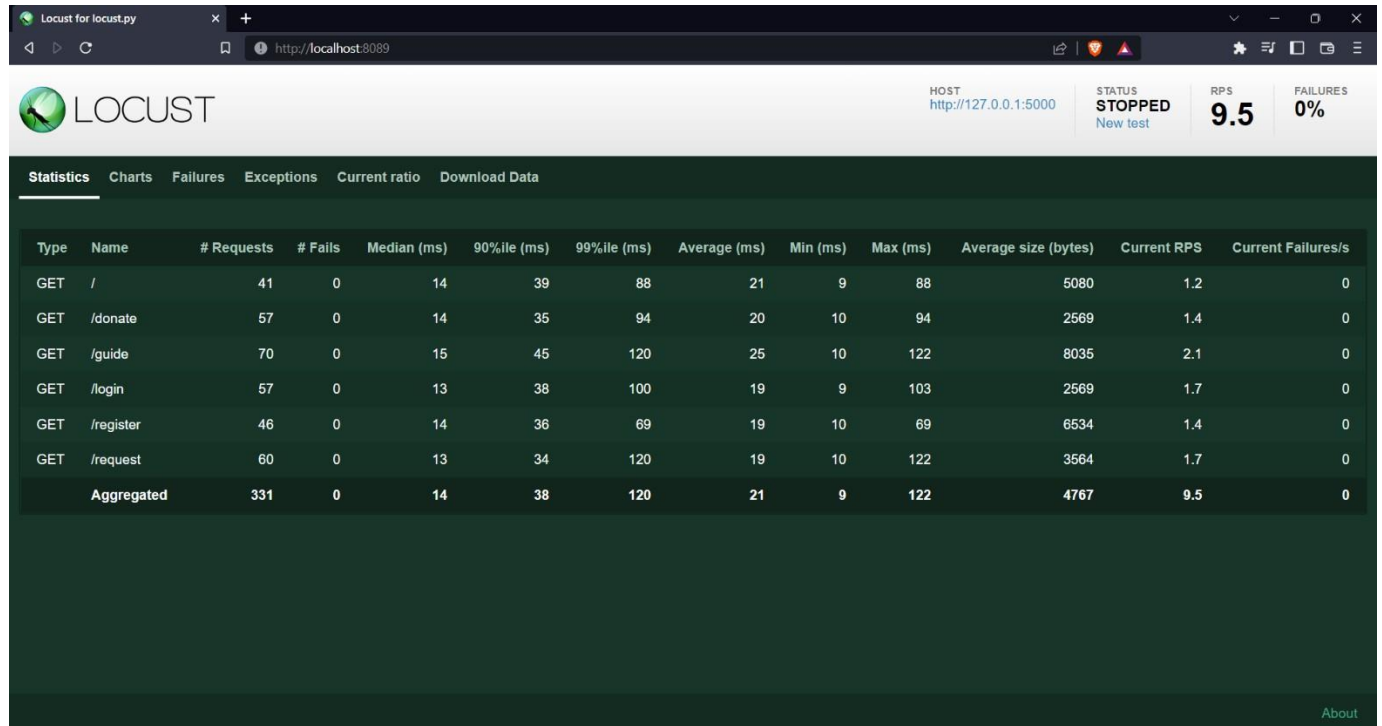 Locust for locust.py
http://localhost:8089
LOCUST
HOST
http://127.0.0.1:5000
STATUS
STOPPED
New test
RPS
9.5
FAILURES
0%
Statistics Charts Failures Exceptions Current ratio Download Data
Type Name # Requests # Fails Median (ms) 90%ile (ms) 99%ile (ms) Average (ms) Min (ms) Max (ms) Average size (bytes) Current RPS Current Failures/s
GET / 41 0 14 39 88 21 9 88 5080 1.2 0
GET /donate 57 0 14 35 94 20 10 94 2569 1.4 0
GET /guide 70 0 15 45 120 25 10 122 8035 2.1 0
GET /login 57 0 13 38 100 19 9 103 2569 1.7 0
GET /register 46 0 14 36 69 19 10 69 6534 1.4 0
GET /request 60 0 13 34 120 19 10 122 3564 1.7 0
Aggregated 331 0 14 38 120 21 9 122 4767 9.5 0
About